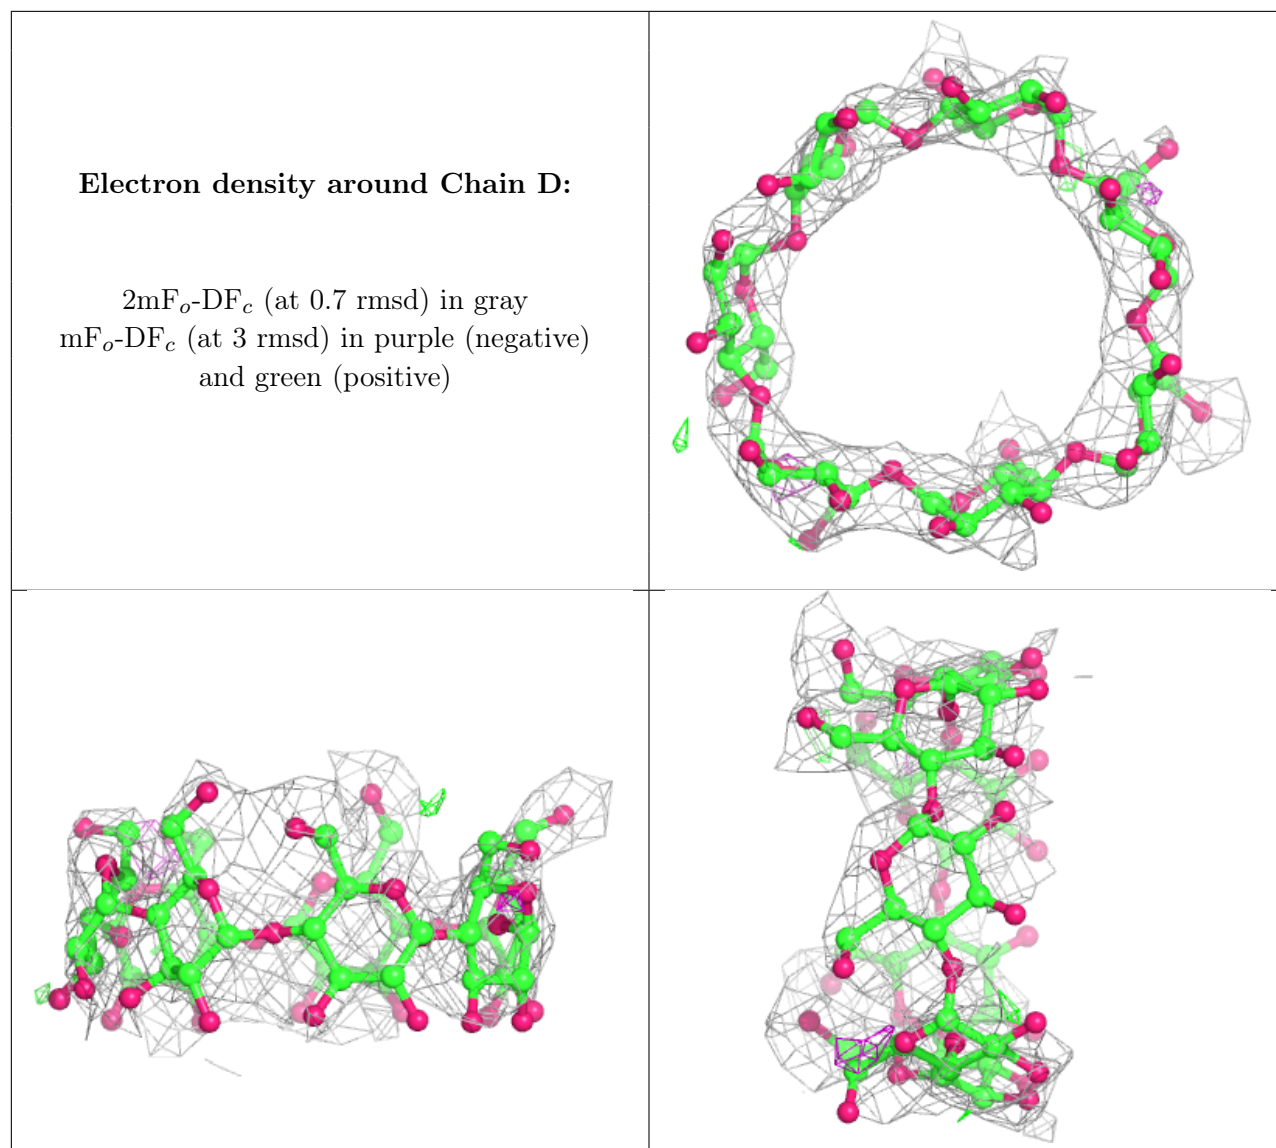 Electron density around Chain D:
2mFo-DFc (at 0.7 rmsd) in gray
mFo-DFc (at 3 rmsd) in purple (negative)
and green (positive)